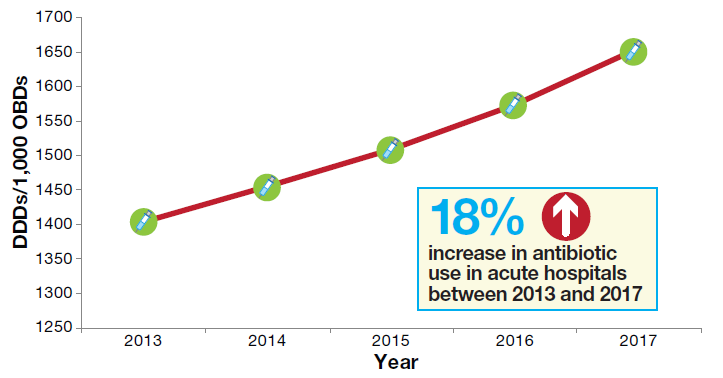 1700
1650
1600
1550
1500
1450
1400
1350
1300
1250
DDDs/1,000 OBDs
18%
increase in antibiotic
use in acute hospitals
between 2013 and 2017
2013 2014 2015 2016 2017
Year